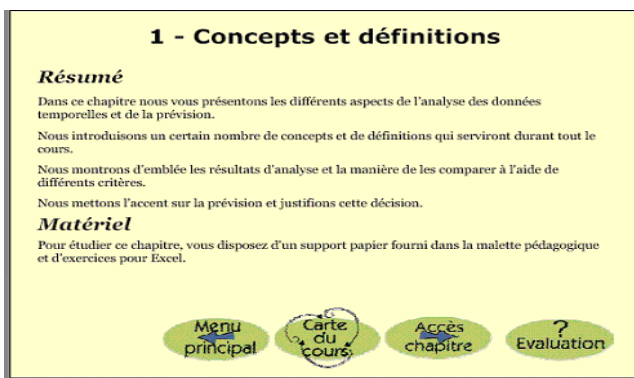 1 - Concepts et définitions
Résumé
Dans ce chapitre nous vous présentons les différents aspects de l'analyse des données
temporelles et de la prévision.
Nous introduisons un certain nombre de concepts et de définitions qui serviront durant tout le
cours.
Nous montrons d'emblée les résultats d'analyse et la manière de les comparer à l'aide de
différents critères.
Nous mettons l'accent sur la prévision et justifions cette décision.
Matériel
Pour étudier ce chapitre, vous disposez d'un support papier fourni dans la malette pédagogique
et d'exercices pour Excel.
Menu
principal
Carte
du
cours
Accès
chapitre
?
Evaluation